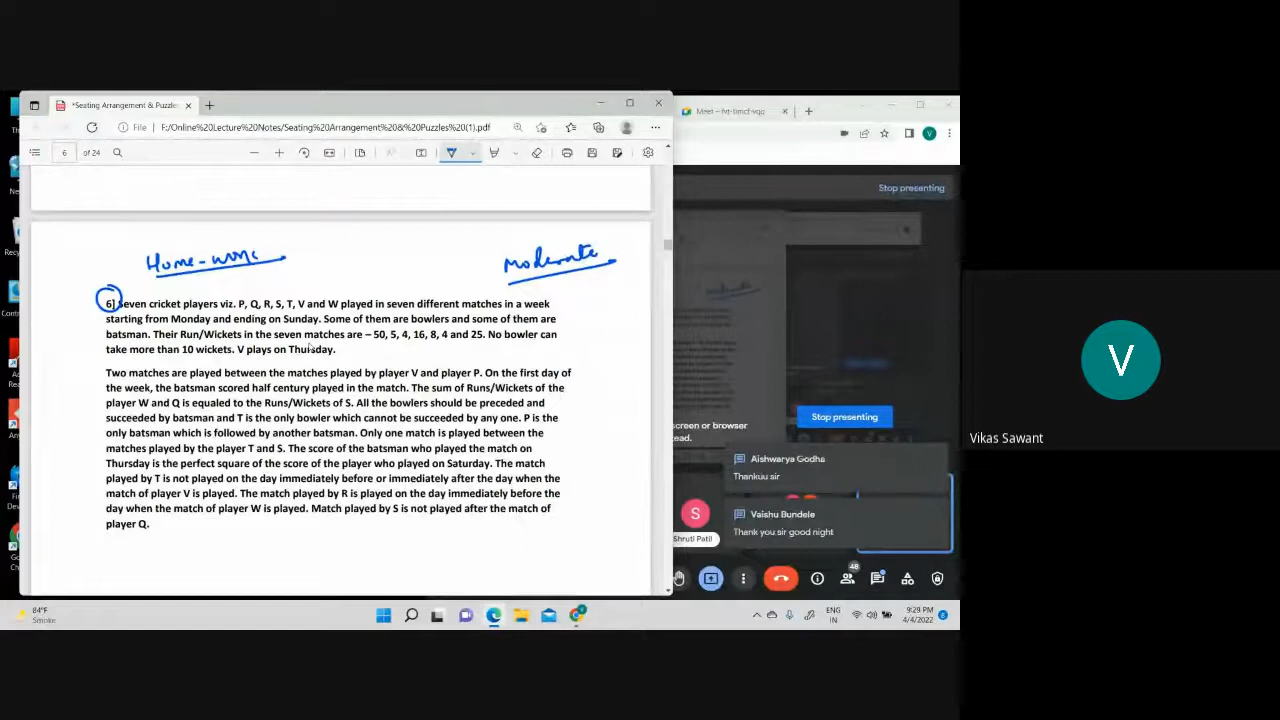 *Seating Arrangement & Puzzles
F:/Online%20Lecture%20Notes/Seating%20Arrangement%20&%20Puzzles%20(1).pdf
File
6 of 24
Home-work
moderate
6] Seven cricket players viz. P, Q, R, S, T, V and W played in seven different matches in a week
starting from Monday and ending on Sunday. Some of them are bowlers and some of them are
batsman. Their Run/Wickets in the seven matches are – 50, 5, 4, 16, 8, 4 and 25. No bowler can
take more than 10 wickets. V plays on Thursday.
Two matches are played between the matches played by player V and player P. On the first day of
the week, the batsman scored half century played in the match. The sum of Runs/Wickets of the
player W and Q is equaled to the Runs/Wickets of S. All the bowlers should be preceded and
succeeded by batsman and T is the only bowler which cannot be succeeded by any one. P is the
only batsman which is followed by another batsman. Only one match is played between the
matches played by the player T and S. The score of the batsman who played the match on
Thursday is the perfect square of the score of the player who played on Saturday. The match
played by T is not played on the day immediately before or immediately after the day when the
match of player V is played. The match played by R is played on the day immediately before the
day when the match of player W is played. Match played by S is not played after the match of
player Q.
Stop presenting
screen or browser
ead.
Stop presenting
Aishwarya Godha
Thankuu sir
Vaishu Bundele
Thank you sir good night
S
Shruti Patil
48
V
Vikas Sawant
84°F
Smoke
ENG
IN
9:29 PM
4/4/2022